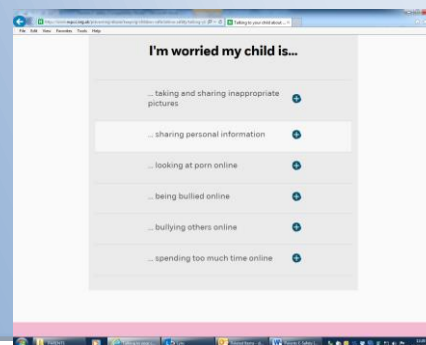 Talking to your child about ...
File Edit View Favorites Tools Help
I'm worried my child is...
... taking and sharing inappropriate
pictures
... sharing personal information
... looking at porn online
... being bullied online
... bullying others online
... spending too much time online